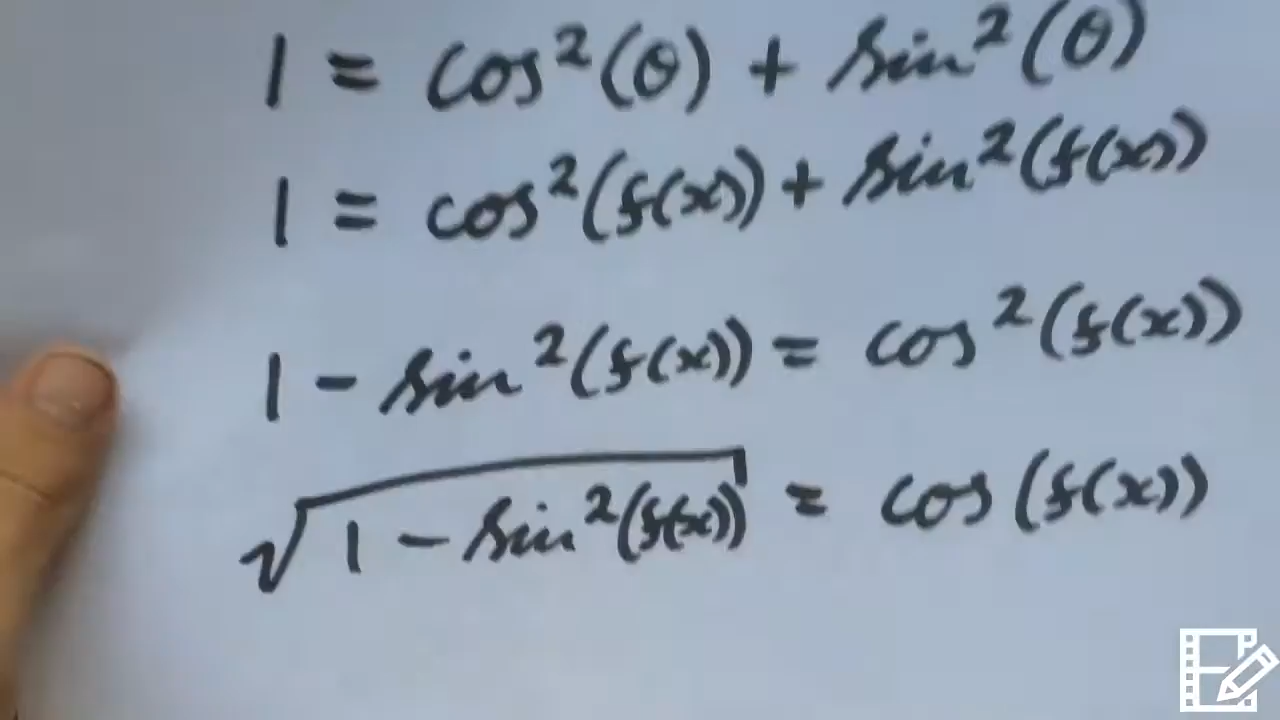 1 = cos²(θ) + sin²(θ)
1 = cos²(f(x)) + sin²(f(x))
1 - sin²(f(x)) = cos²(f(x))
√(1 - sin²(f(x))) = cos(f(x))